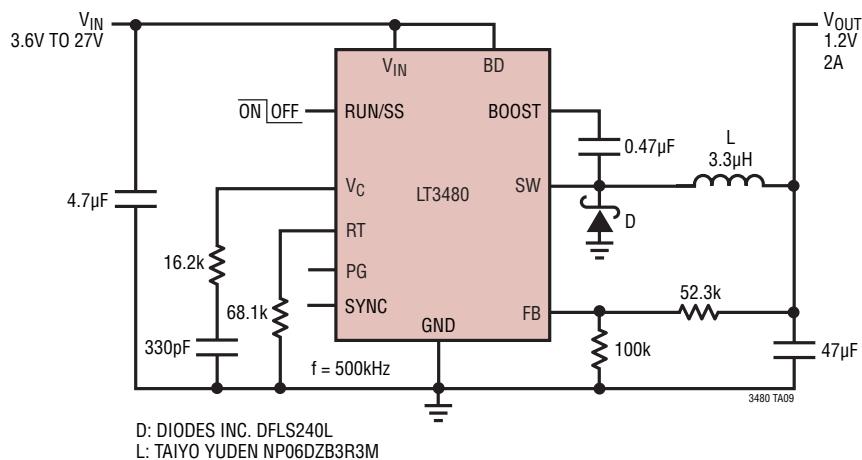 VIN
3.6V TO 27V
VOUT
1.2V
2A
VIN
BD
ON OFF
RUN/SS
BOOST
0.47µF
L
3.3µH
4.7µF
VC
LT3480
SW
D
RT
16.2k
PG
68.1k
SYNC
FB
52.3k
GND
330pF
f = 500kHz
100k
47µF
3480 TA09
D: DIODES INC. DFLS240L
L: TAIYO YUDEN NP06DZB3R3M